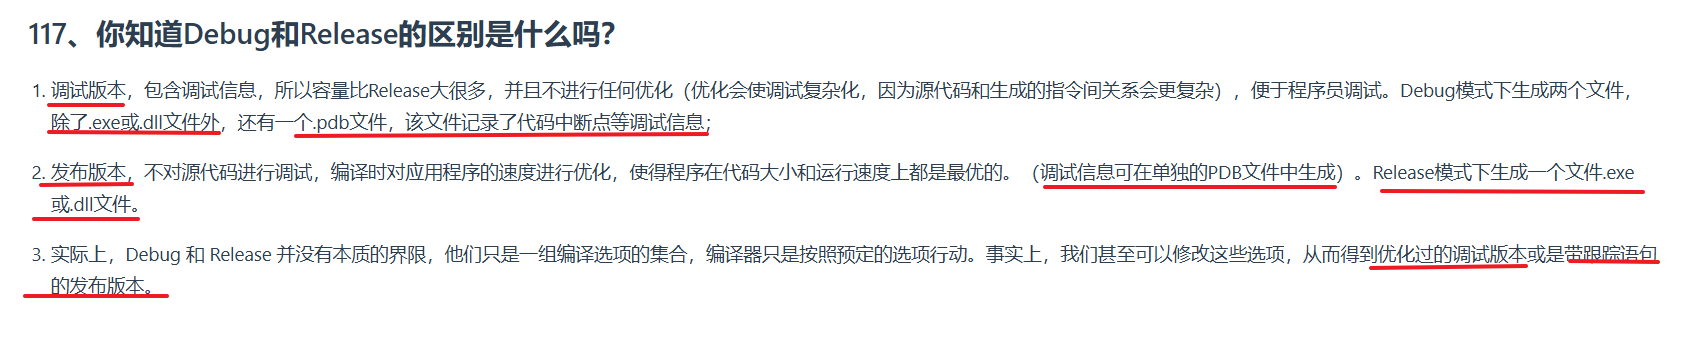 117、你知道Debug和Release的区别是什么吗?
1. 调试版本，包含调试信息，所以容量比Release大很多，并且不进行任何优化（优化会使调试复杂化，因为源代码和生成的指令间关系会更复杂），便于程序员调试。Debug模式下生成两个文件，
除了.exe或.dll文件外，还有一个.pdb文件，该文件记录了代码中断点等调试信息；
2. 发布版本，不对源代码进行调试，编译时对应用程序的速度进行优化，使得程序在代码大小和运行速度上都是最优的。（调试信息可在单独的PDB文件中生成）。Release模式下生成一个文件.exe
或.dll文件。
3. 实际上，Debug 和 Release 并没有本质的界限，他们只是一组编译选项的集合，编译器只是按照预定的选项行动。事实上，我们甚至可以修改这些选项，从而得到优化过的调试版本或是带跟踪语句
的发布版本。